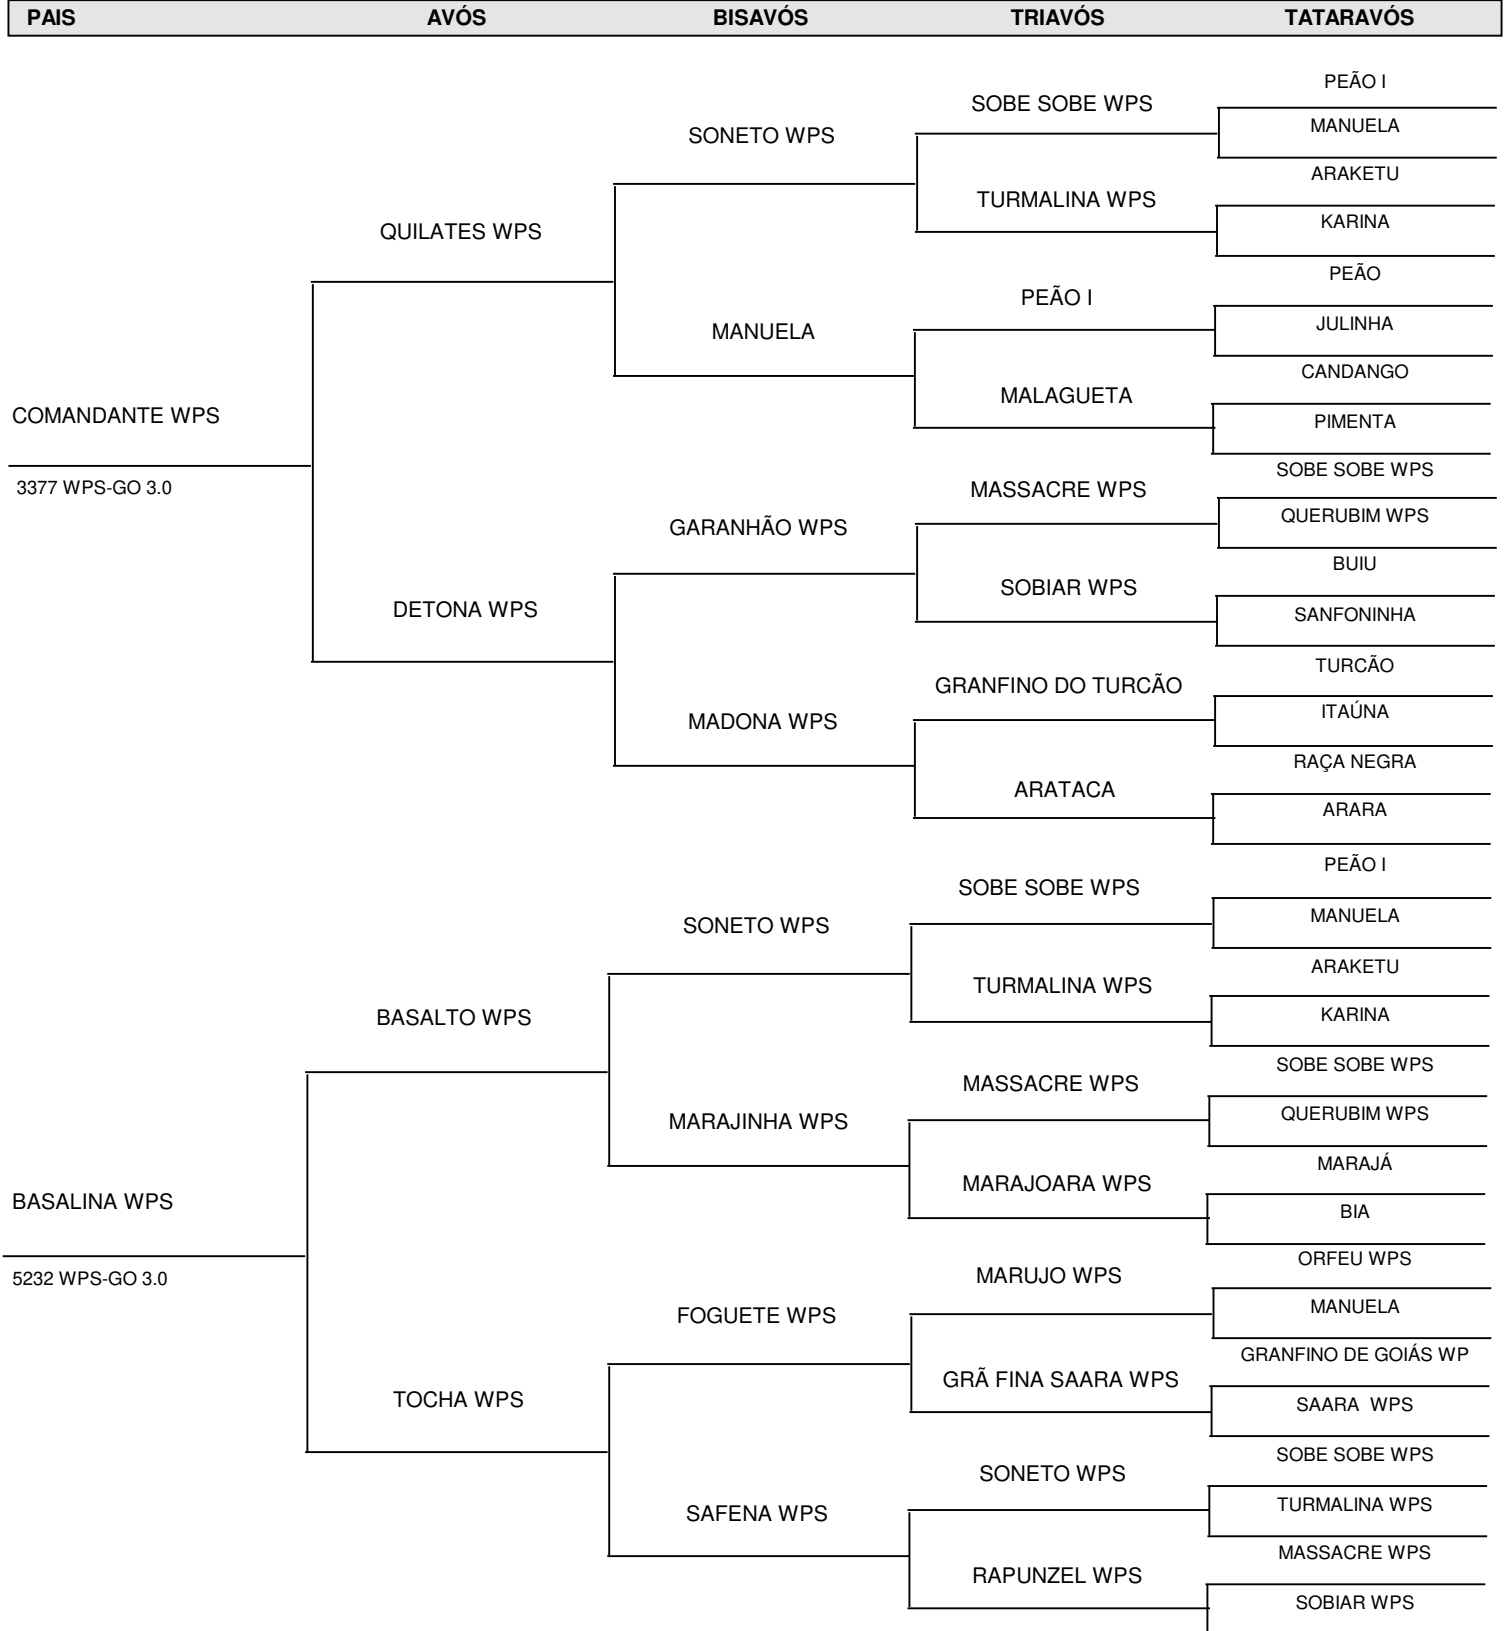 PAIS AVÓS BISAVÓS TRIAVÓS TATARAVÓS
PEÃO I
SOBE SOBE WPS
MANUELA
SONETO WPS
ARAKETU
TURMALINA WPS
KARINA
QUILATES WPS
PEÃO
PEÃO I
JULINHA
MANUELA
CANDANGO
MALAGUETA
PIMENTA
COMANDANTE WPS
3377 WPS-GO 3.0
SOBE SOBE WPS
MASSACRE WPS
QUERUBIM WPS
GARANHÃO WPS
BUIU
SOBIAR WPS
SANFONINHA
DETONA WPS
TURCÃO
GRANFINO DO TURCÃO
ITAÚNA
MADONA WPS
RAÇA NEGRA
ARATACA
ARARA
PEÃO I
SOBE SOBE WPS
MANUELA
SONETO WPS
ARAKETU
TURMALINA WPS
KARINA
BASALTO WPS
SOBE SOBE WPS
MASSACRE WPS
QUERUBIM WPS
MARAJINHA WPS
MARAJÁ
MARAJOARA WPS
BIA
BASALINA WPS
5232 WPS-GO 3.0
ORFEU WPS
MARUJO WPS
MANUELA
FOGUETE WPS
GRANFINO DE GOIÁS WP
GRÃ FINA SAARA WPS
SAARA WPS
TOCHA WPS
SOBE SOBE WPS
SONETO WPS
TURMALINA WPS
SAFENA WPS
MASSACRE WPS
RAPUNZEL WPS
SOBIAR WPS